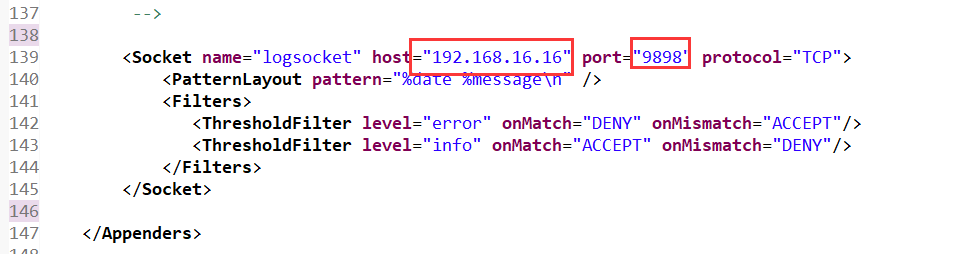 137 -->
138
139 <Socket name="logsocket" host="192.168.16.16" port="9898" protocol="TCP">
140 <PatternLayout pattern="%date %message\n" />
141 <Filters>
142 <ThresholdFilter level="error" onMatch="DENY" onMismatch="ACCEPT"/>
143 <ThresholdFilter level="info" onMatch="ACCEPT" onMismatch="DENY"/>
144 </Filters>
145 </Socket>
146
147 </Appenders>